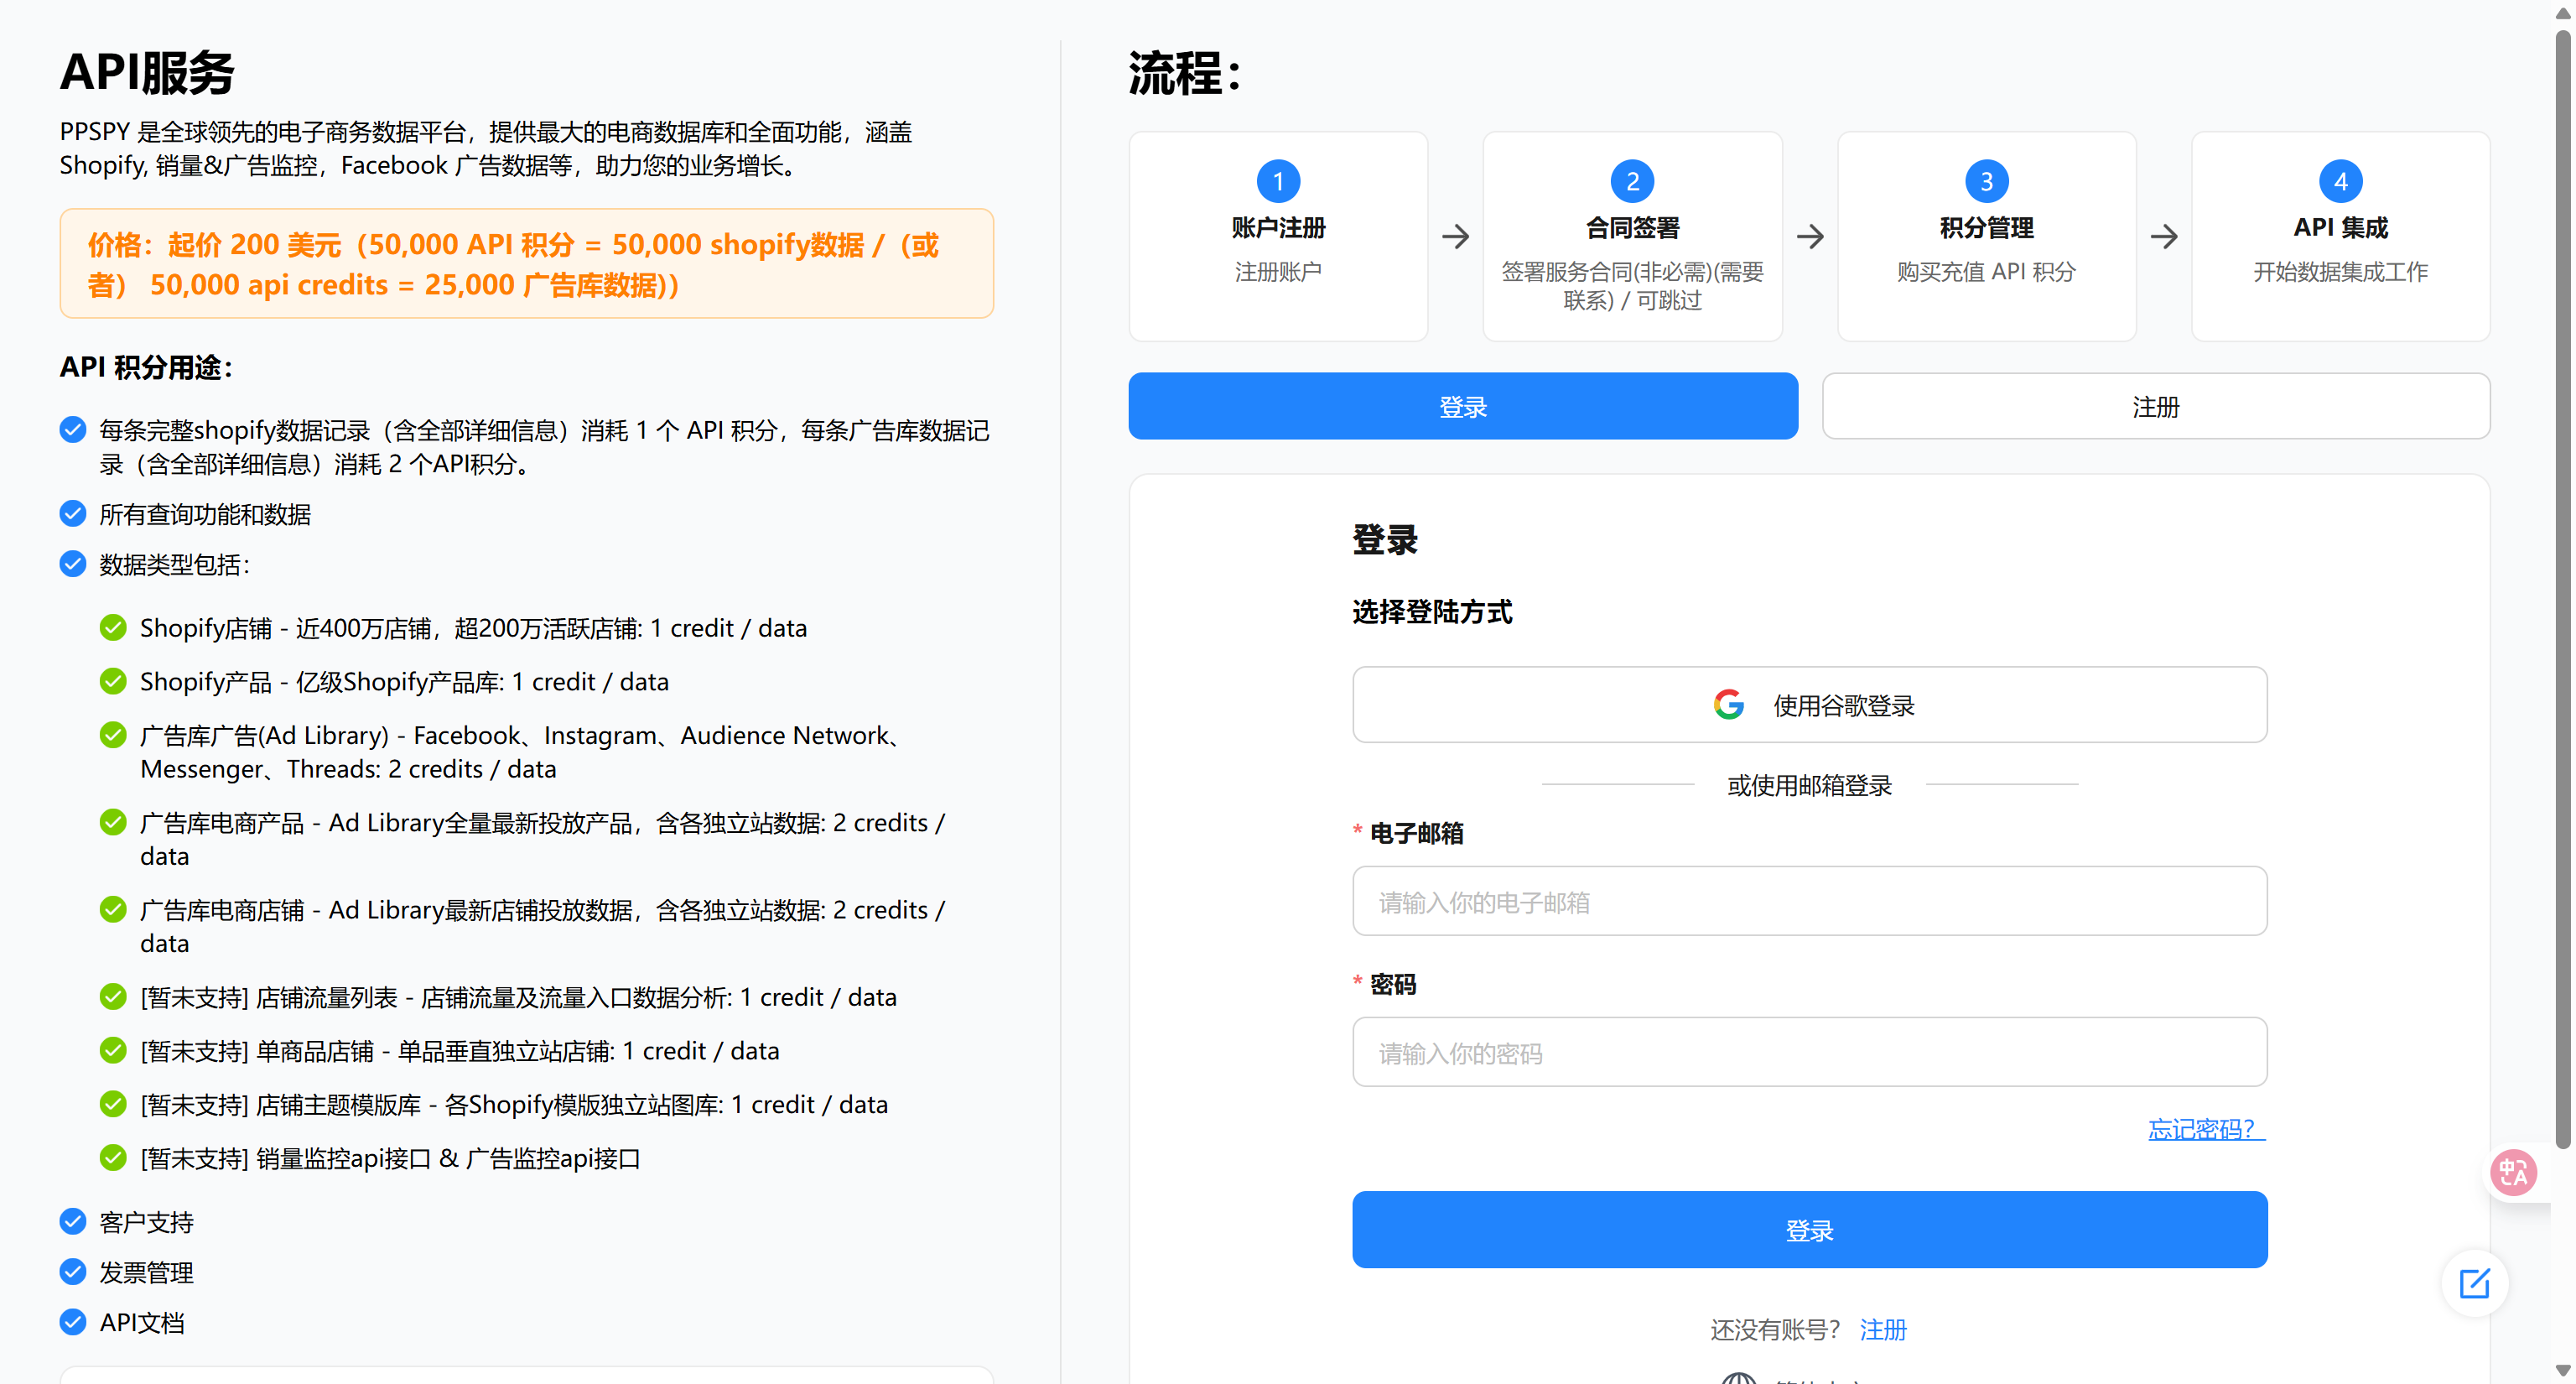 API服务
PPSPY 是全球领先的电子商务数据平台，提供最大的电商数据库和全面功能，涵盖
Shopify, 销量&广告监控，Facebook 广告数据等，助力您的业务增长。
价格：起价 200 美元（50,000 API 积分 = 50,000 shopify数据 /（或
者） 50,000 api credits = 25,000 广告库数据)）
API 积分用途：
每条完整shopify数据记录（含全部详细信息）消耗 1 个 API 积分，每条广告库数据记
录（含全部详细信息）消耗 2 个API积分。
所有查询功能和数据
数据类型包括：
Shopify店铺 - 近400万店铺，超200万活跃店铺: 1 credit / data
Shopify产品 - 亿级Shopify产品库: 1 credit / data
广告库广告(Ad Library) - Facebook、Instagram、Audience Network、
Messenger、Threads: 2 credits / data
广告库电商产品 - Ad Library全量最新投放产品，含各独立站数据: 2 credits /
data
广告库电商店铺 - Ad Library最新店铺投放数据，含各独立站数据: 2 credits /
data
[暂未支持] 店铺流量列表 - 店铺流量及流量入口数据分析: 1 credit / data
[暂未支持] 单商品店铺 - 单品垂直独立站店铺: 1 credit / data
[暂未支持] 店铺主题模版库 - 各Shopify模版独立站图库: 1 credit / data
[暂未支持] 销量监控api接口 & 广告监控api接口
客户支持
发票管理
API文档
流程：
1
账户注册
注册账户
2
合同签署
签署服务合同(非必需)(需要
联系) / 可跳过
3
积分管理
购买充值 API 积分
4
API 集成
开始数据集成工作
登录
注册
登录
选择登陆方式
使用谷歌登录
或使用邮箱登录
* 电子邮箱
请输入你的电子邮箱
* 密码
请输入你的密码
忘记密码？
登录
还没有账号？ 注册